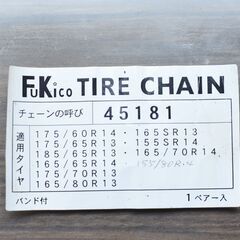 FuKico TIRE CHAIN
チェーンの呼び 45181
適用タイヤ
175/60R14・165SR13
175/65R13・155SR14
185/65R13・165/70R14
165/65R14・155/80R14
175/70R13
165/80R13
バンド付 1ペアー入